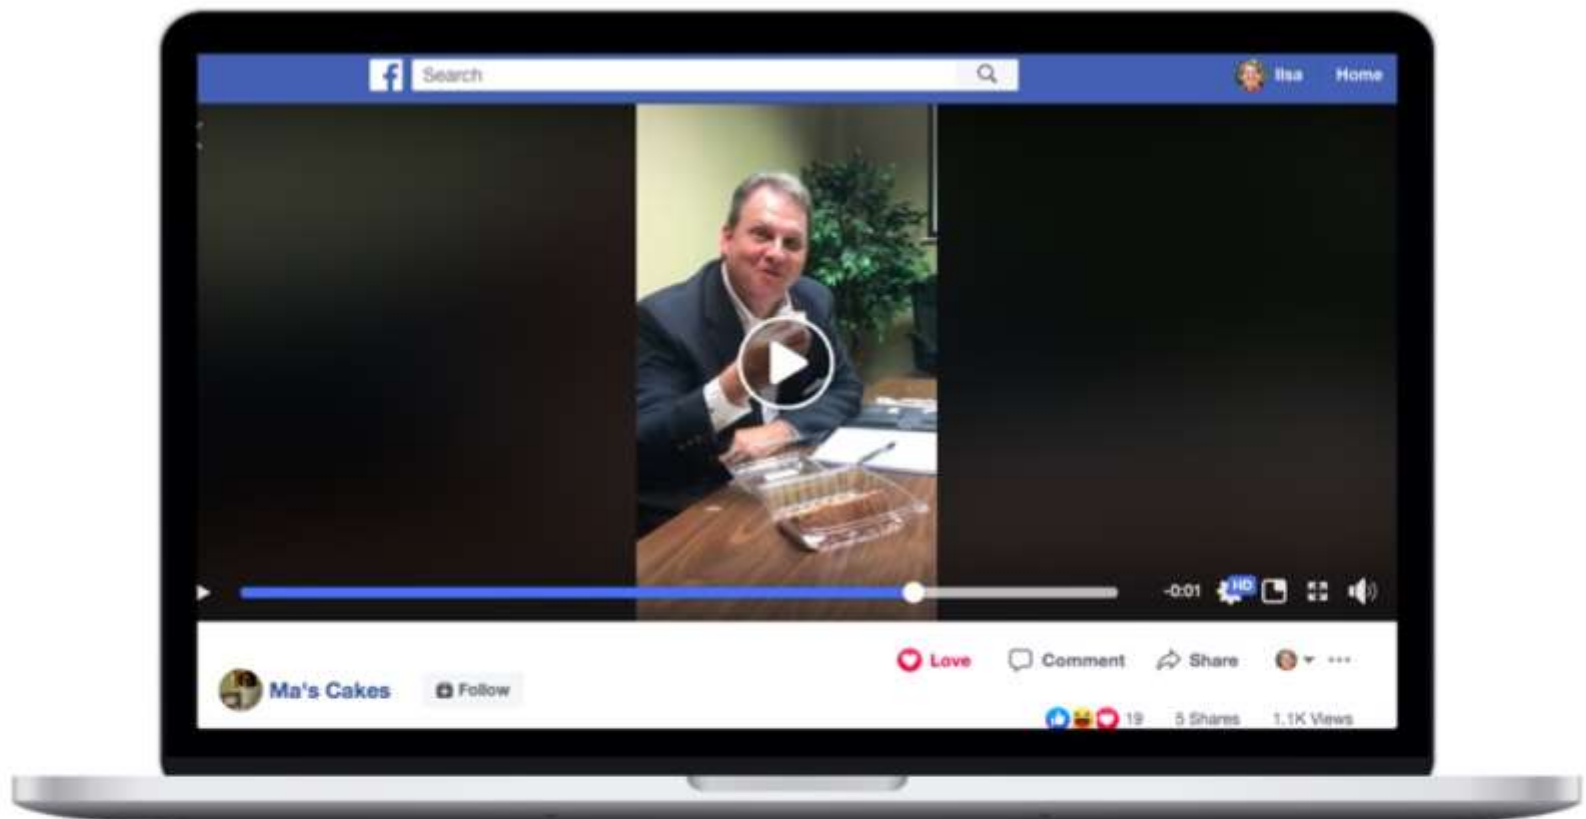 f Search Ilsa Home
-0:01 HD
Love Comment Share
Ma's Cakes Follow
19 5 Shares 1.1K Views